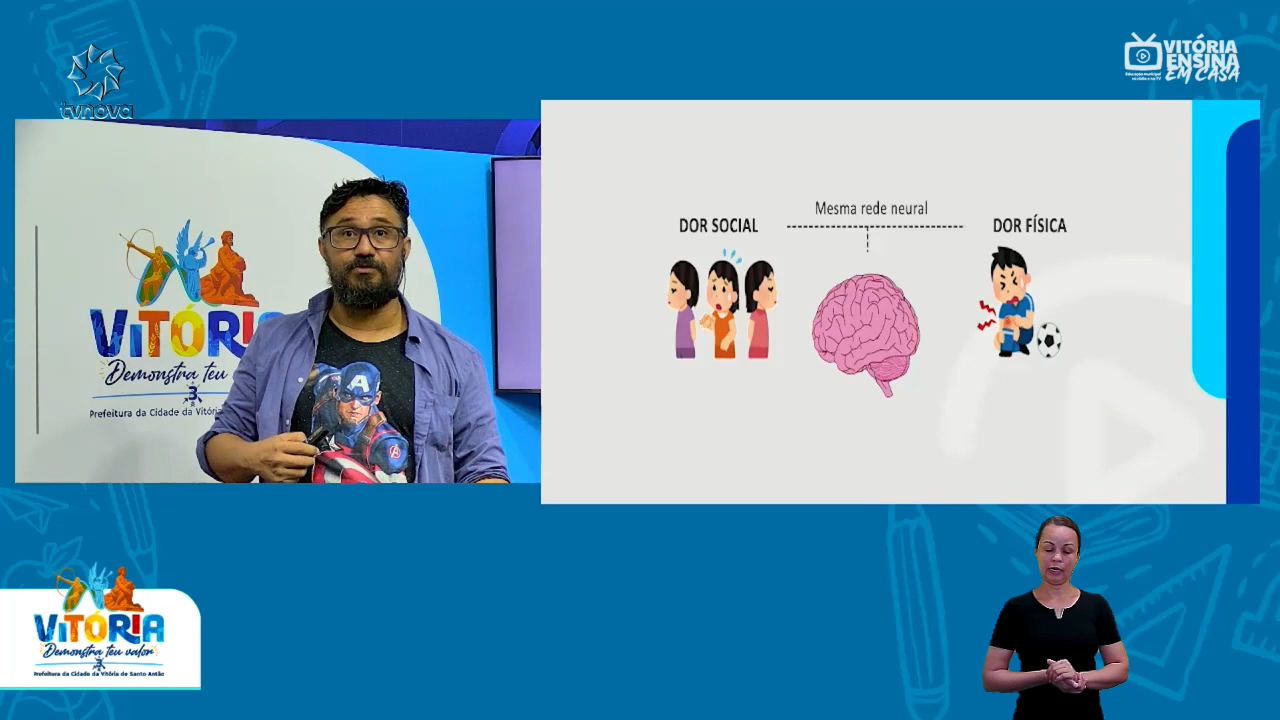 tvnova
VITÓRIA
ENSINA
EM CASA
VITÓRIA
Demonstra teu
Prefeitura da Cidade da Vitória
A
A
DOR SOCIAL
Mesma rede neural
DOR FÍSICA
VITÓRIA
Demonstra teu valor
Prefeitura da Cidade da Vitória de Santo Antão